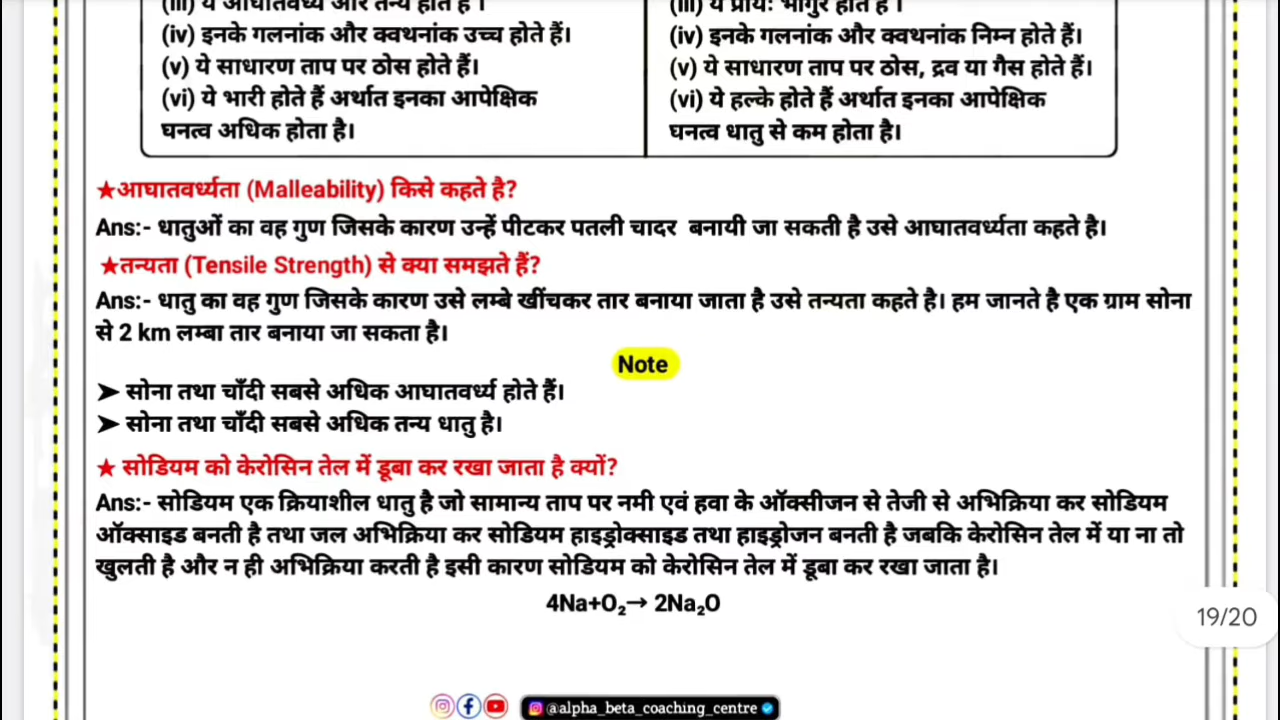 (iii) ये आघातवर्ध्य और तन्य होते हैं ।
(iv) इनके गलनांक और क्वथनांक उच्च होते हैं।
(v) ये साधारण ताप पर ठोस होते हैं।
(vi) ये भारी होते हैं अर्थात इनका आपेक्षिक
घनत्व अधिक होता है।
(iii) ये प्रायः भंगुर होते हैं ।
(iv) इनके गलनांक और क्वथनांक निम्न होते हैं।
(v) ये साधारण ताप पर ठोस, द्रव या गैस होते हैं।
(vi) ये हल्के होते हैं अर्थात इनका आपेक्षिक
घनत्व धातु से कम होता है।
★आघातवर्ध्यता (Malleability) किसे कहते है?
Ans:- धातुओं का वह गुण जिसके कारण उन्हें पीटकर पतली चादर बनायी जा सकती है उसे आघातवर्ध्यता कहते है।
★तन्यता (Tensile Strength) से क्या समझते हैं?
Ans:- धातु का वह गुण जिसके कारण उसे लम्बे खींचकर तार बनाया जाता है उसे तन्यता कहते है। हम जानते है एक ग्राम सोना
से 2 km लम्बा तार बनाया जा सकता है।
Note
➤ सोना तथा चाँदी सबसे अधिक आघातवर्ध्य होते हैं।
➤ सोना तथा चाँदी सबसे अधिक तन्य धातु है।
★ सोडियम को केरोसिन तेल में डूबा कर रखा जाता है क्यों?
Ans:- सोडियम एक क्रियाशील धातु है जो सामान्य ताप पर नमी एवं हवा के ऑक्सीजन से तेजी से अभिक्रिया कर सोडियम
ऑक्साइड बनती है तथा जल अभिक्रिया कर सोडियम हाइड्रोक्साइड तथा हाइड्रोजन बनती है जबकि केरोसिन तेल में या ना तो
खुलती है और न ही अभिक्रिया करती है इसी कारण सोडियम को केरोसिन तेल में डूबा कर रखा जाता है।
4Na+O₂→ 2Na₂O
19/20
@alpha_beta_coaching_centre